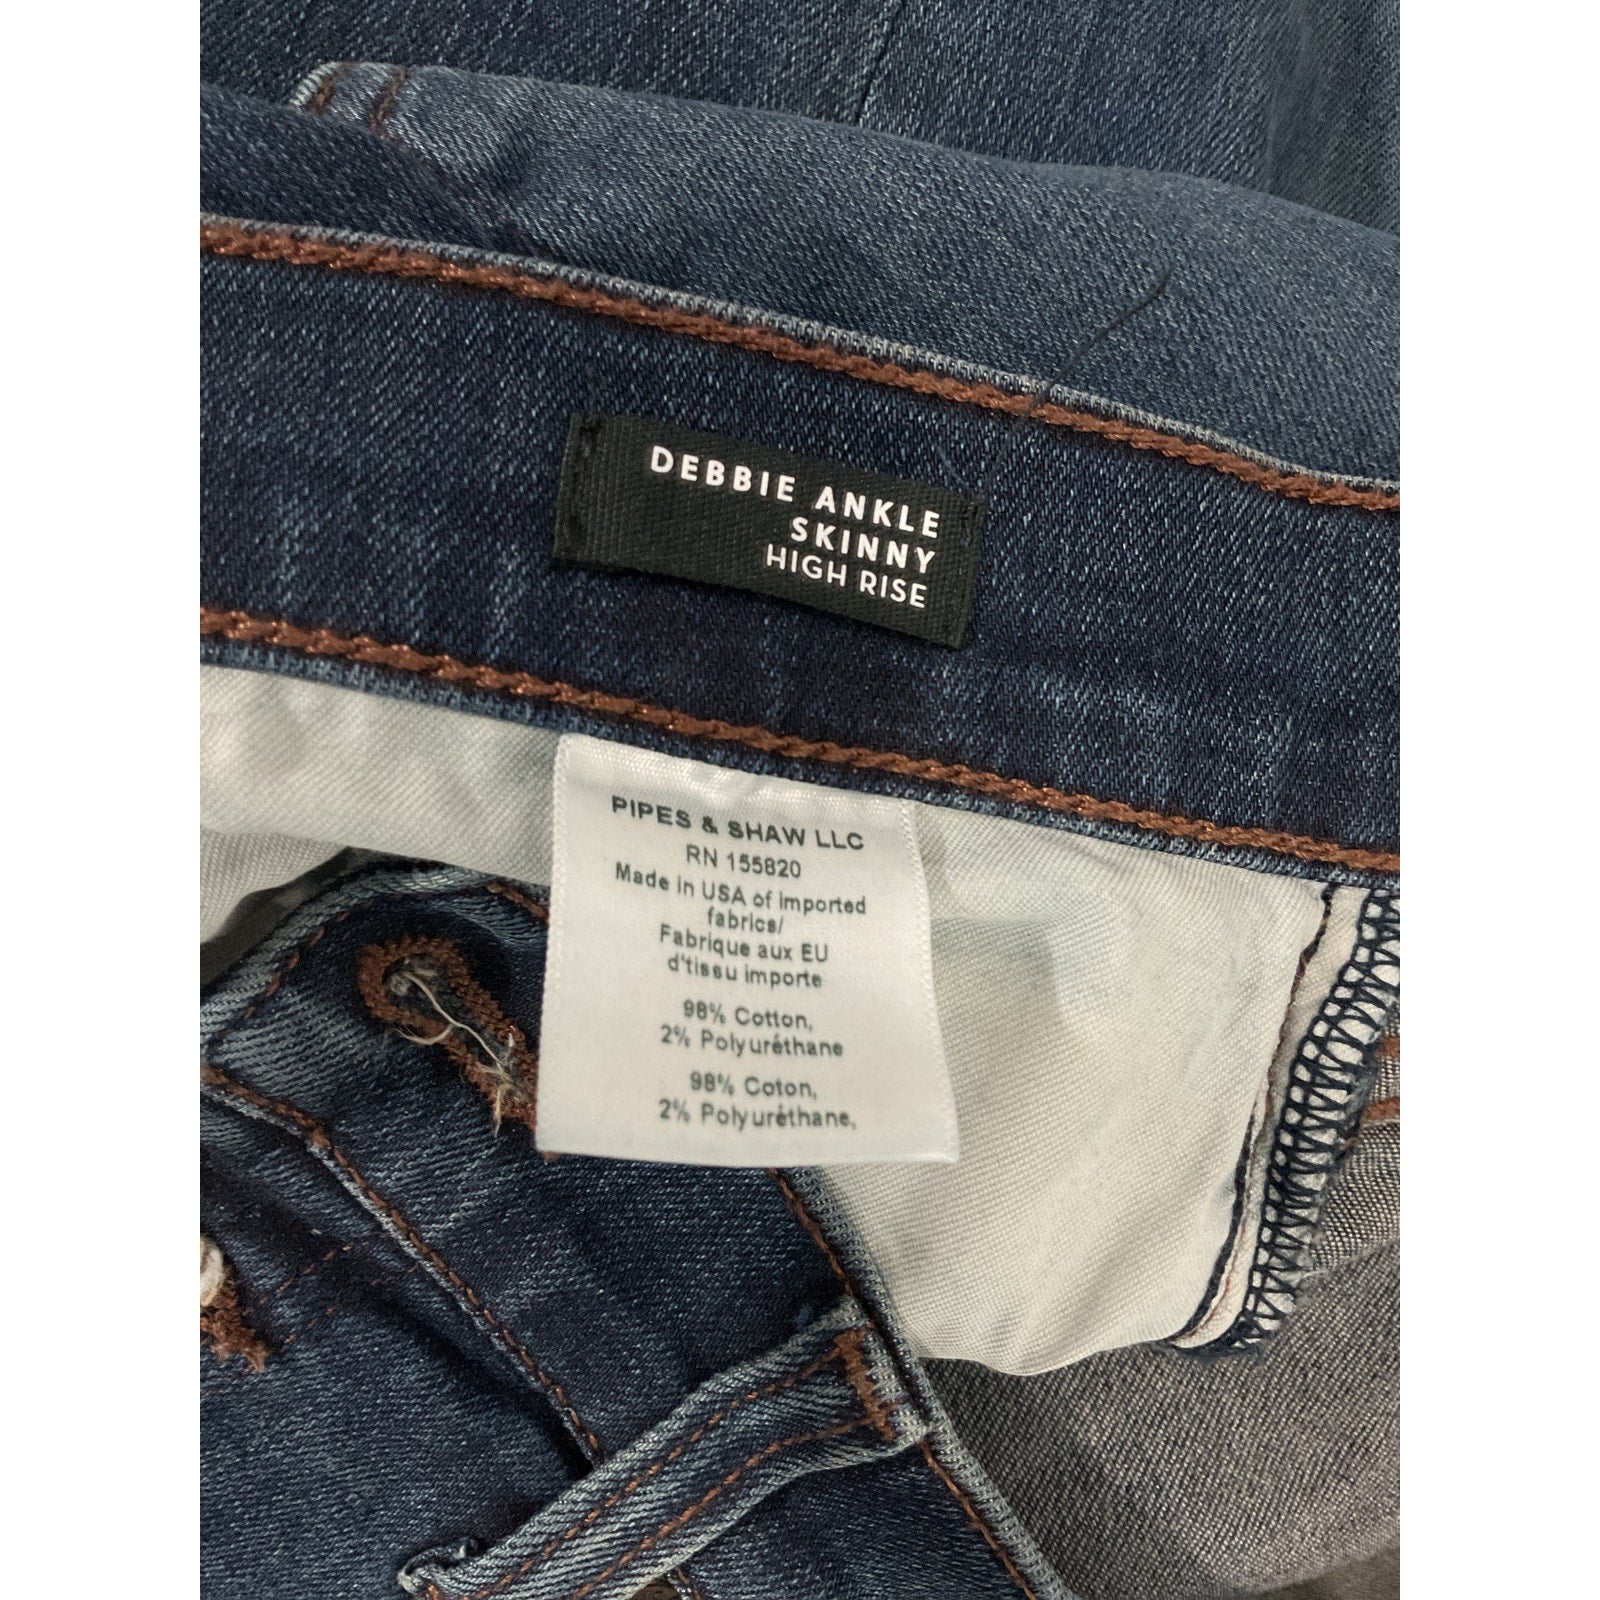 DEBBIE ANKLE
SKINNY
HIGH RISE
PIPES & SHAW LLC
RN 155820
Made in USA of imported
fabrics/
Fabrique aux EU
d'tissu importe
98% Cotton,
2% Polyuréthane
98% Coton,
2% Polyuréthane,